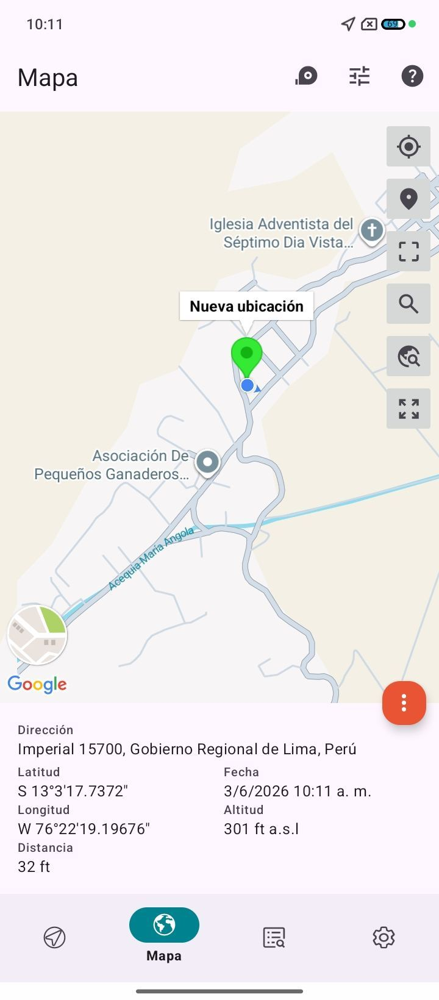 10:11
69
Mapa
Iglesia Adventista del
Séptimo Dia Vista...
Nueva ubicación
Asociación De
Pequeños Ganaderos...
Acequia María Angola
Google
Dirección
Imperial 15700, Gobierno Regional de Lima, Perú
Latitud
S 13°3'17.7372"
Fecha
3/6/2026 10:11 a. m.
Longitud
W 76°22'19.19676"
Altitud
301 ft a.s.l
Distancia
32 ft
Mapa